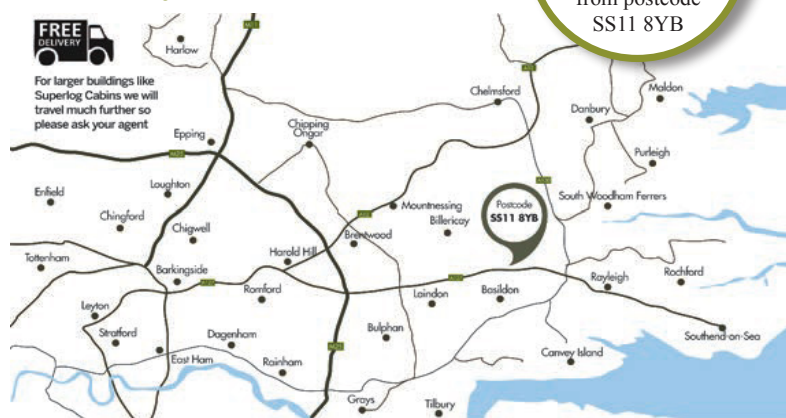 from postcode
SS11 8YB
FREE
DELIVERY
For larger buildings like
Superlog Cabins we will
travel much further so
please ask your agent
Harlow
Chelmsford
Maldon
Danbury
Epping
Chipping
Ongar
Purleigh
Enfield
Loughton
Mountnessing
South Woodham Ferrers
Postcode
SS11 8YB
Chingford
Billericay
Chigwell
Brentwood
Harold Hill
Tottenham
Barkingside
Rayleigh
Rochford
Romford
Laindon
Basildon
Leyton
Stratford
Dagenham
Bulphan
Southend-on-Sea
East Ham
Rainham
M25
Canvey Island
Grays
Tilbury